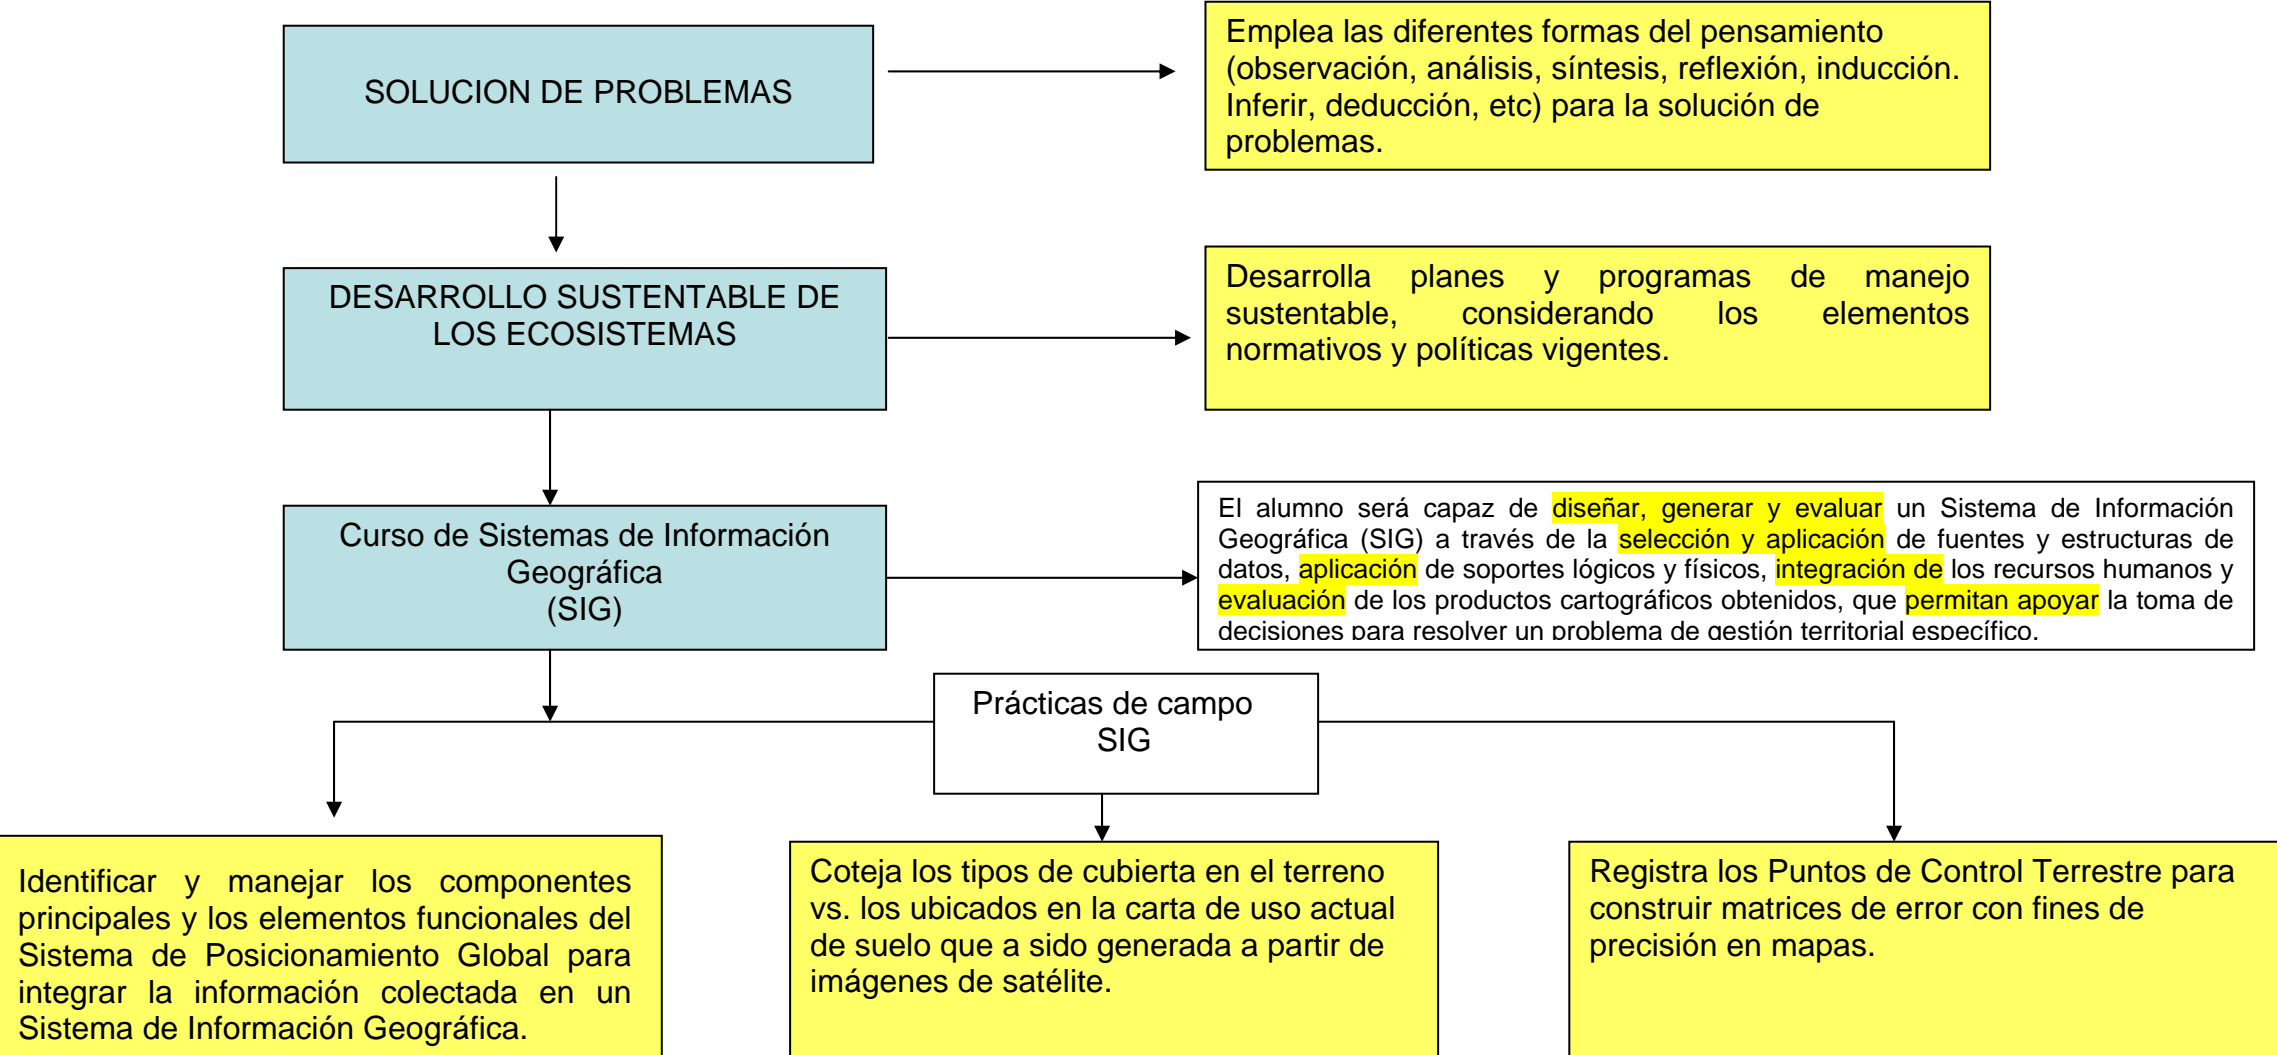 SOLUCION DE PROBLEMAS
Emplea las diferentes formas del pensamiento
(observación, análisis, síntesis, reflexión, inducción.
Inferir, deducción, etc) para la solución de
problemas.
DESARROLLO SUSTENTABLE DE
LOS ECOSISTEMAS
Desarrolla planes y programas de manejo
sustentable, considerando los elementos
normativos y políticas vigentes.
Curso de Sistemas de Información
Geográfica
(SIG)
El alumno será capaz de diseñar, generar y evaluar un Sistema de Información
Geográfica (SIG) a través de la selección y aplicación de fuentes y estructuras de
datos, aplicación de soportes lógicos y físicos, integración de los recursos humanos y
evaluación de los productos cartográficos obtenidos, que permitan apoyar la toma de
decisiones para resolver un problema de gestión territorial específico.
Prácticas de campo
SIG
Identificar y manejar los componentes
principales y los elementos funcionales del
Sistema de Posicionamiento Global para
integrar la información colectada en un
Sistema de Información Geográfica.
Coteja los tipos de cubierta en el terreno
vs. los ubicados en la carta de uso actual
de suelo que a sido generada a partir de
imágenes de satélite.
Registra los Puntos de Control Terrestre para
construir matrices de error con fines de
precisión en mapas.